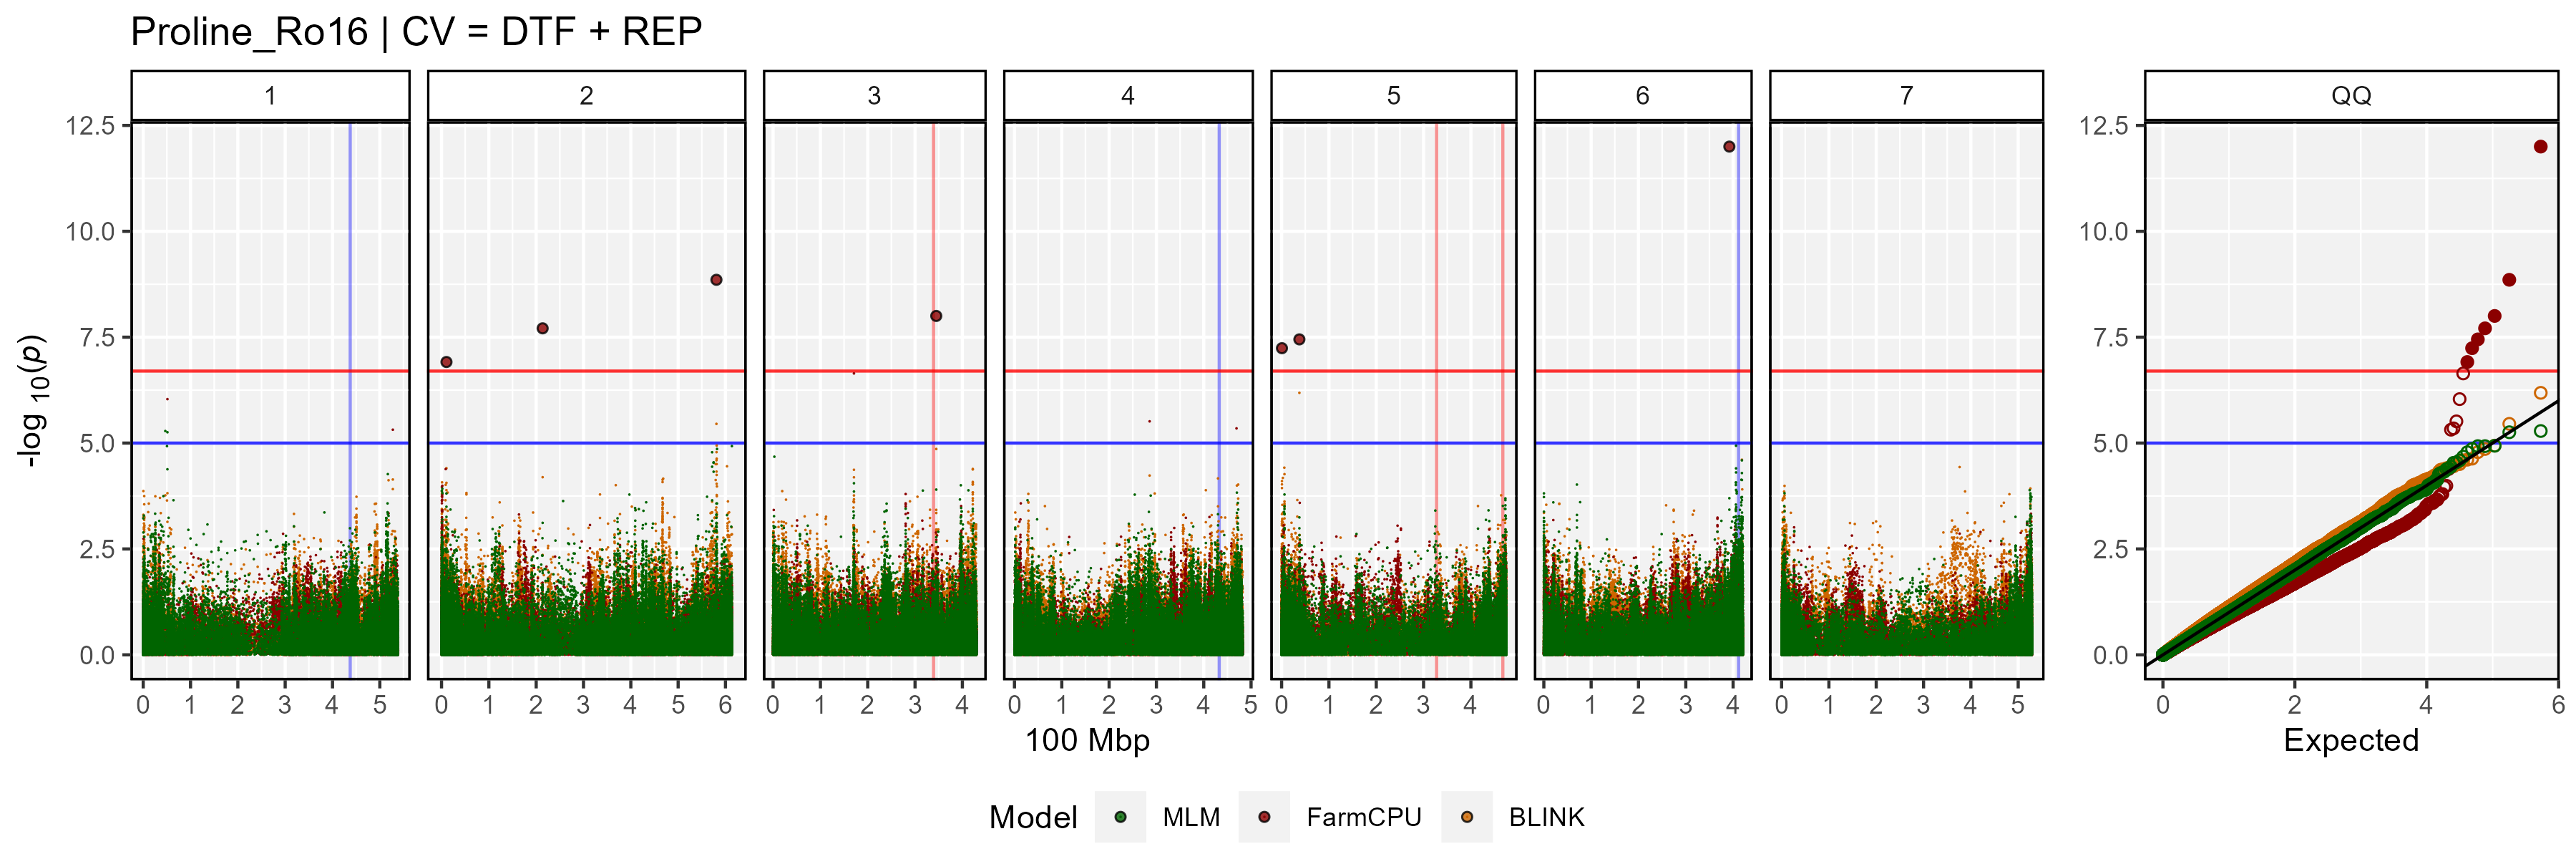 Proline_Ro16 | CV = DTF + REP
1 2 3 4 5 6 7 QQ
12.5 12.5
10.0 10.0
7.5 7.5
5.0 5.0
2.5 2.5
0.0 0.0
-log 10(p)
0 1 2 3 4 5 0 1 2 3 4 5 6 0 1 2 3 4 0 1 2 3 4 5 0 1 2 3 4 0 1 2 3 4 0 1 2 3 4 5 0 2 4 6
100 Mbp Expected
Model MLM FarmCPU BLINK